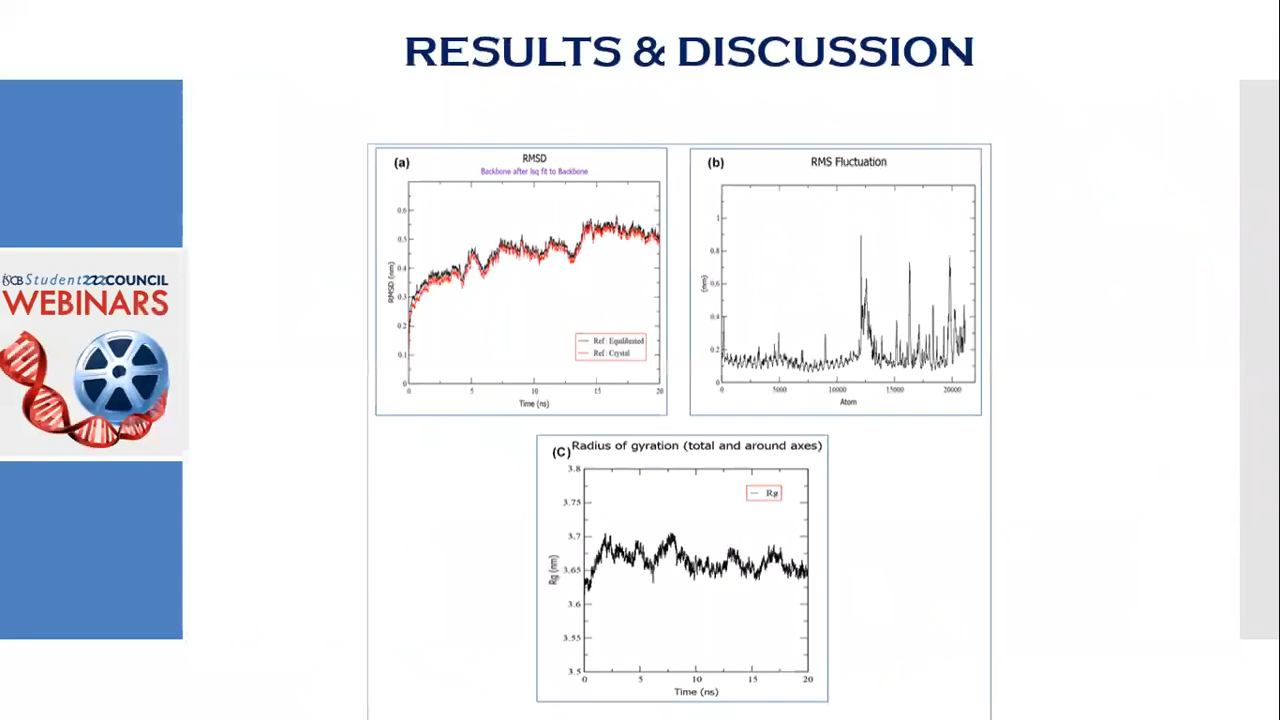 RESULTS & DISCUSSION
iSCB Student COUNCIL
WEBINARS
(a)
RMSD
Backbone after lsq fit to Backbone
RMSD (nm)
0.6
0.5
0.4
0.3
0.2
0.1
0
0 5 10 15 20
Time (ns)
Ref : Equilibrated
Ref : Crystal
(b)
RMS Fluctuation
(nm)
1
0.8
0.6
0.4
0.2
0
0 5000 10000 15000 20000
Atom
(C)
Radius of gyration (total and around axes)
Rg (nm)
3.8
3.75
3.7
3.65
3.6
3.55
3.5
Rg
0 5 10 15 20
Time (ns)